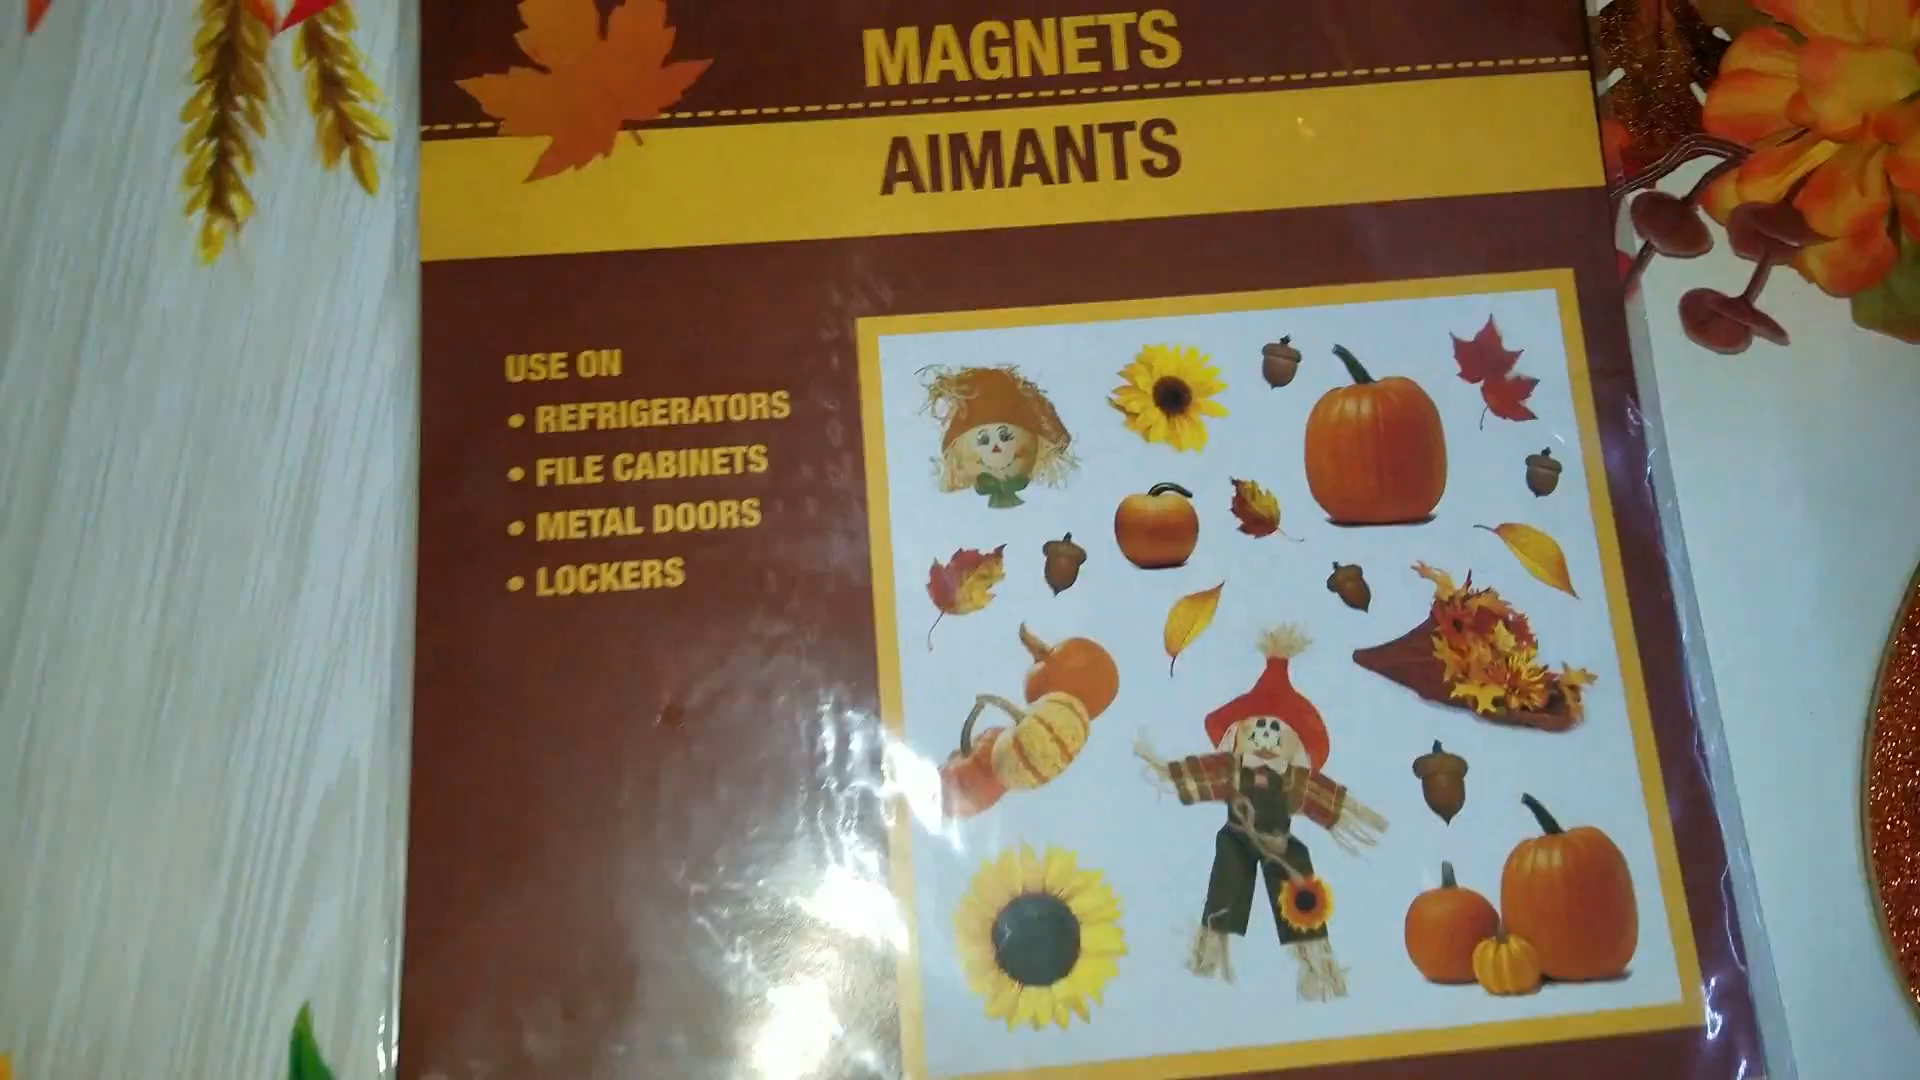 MAGNETS
AIMANTS
USE ON
• REFRIGERATORS
• FILE CABINETS
• METAL DOORS
• LOCKERS